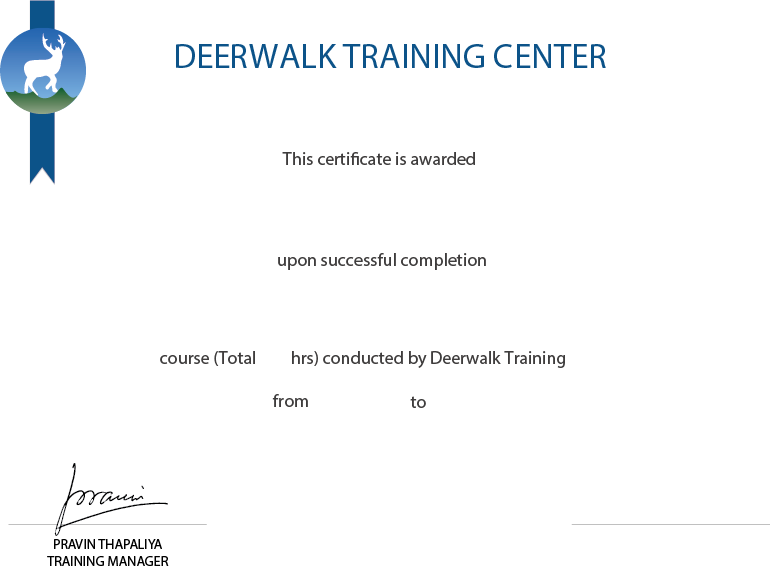 DEERWALK TRAINING CENTER
This certificate is awarded
upon successful completion
course (Total hrs) conducted by Deerwalk Training
from to
Pravin
PRAVIN THAPALIYA
TRAINING MANAGER